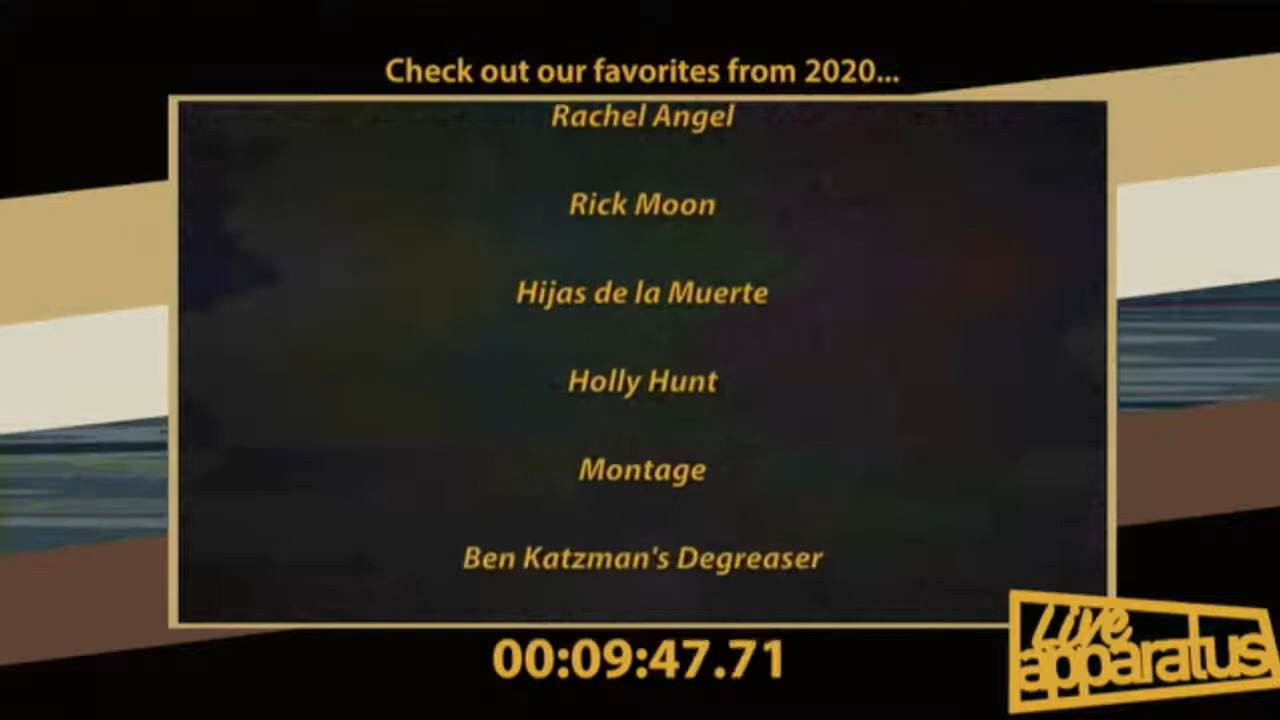 Check out our favorites from 2020...
Rachel Angel
Rick Moon
Hijas de la Muerte
Holly Hunt
Montage
Ben Katzman's Degreaser
00:09:47.71
Live
apparatus